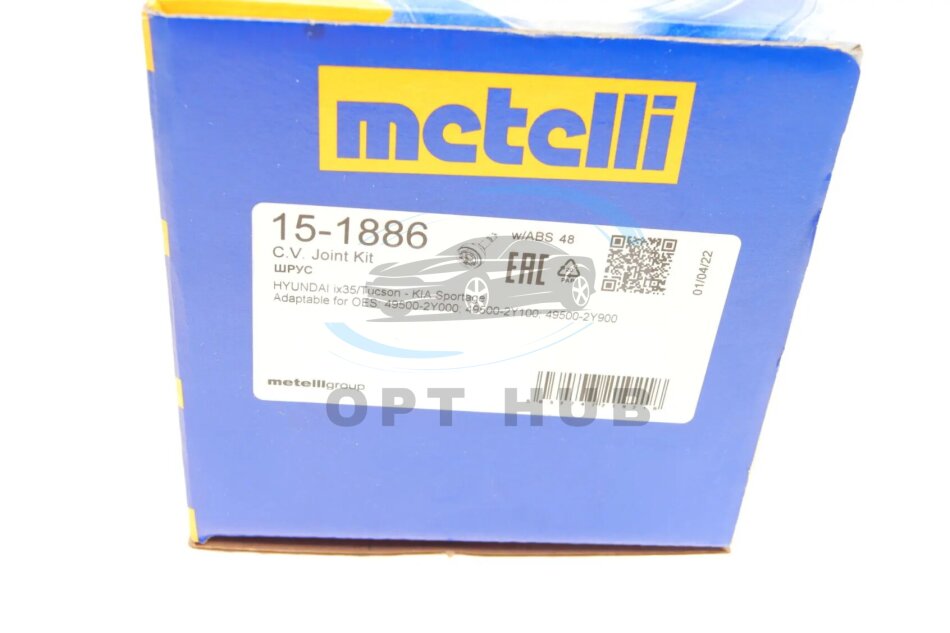 metelli
15-1886
w/ABS 48
C.V. Joint Kit
ШРУС
EAC
PAP
01/04/22
HYUNDAI ix35/Tucson - KIA Sportage
Adaptable for OES: 49500-2Y000, 49500-2Y100, 49500-2Y900
metelligroup
OPT HUB